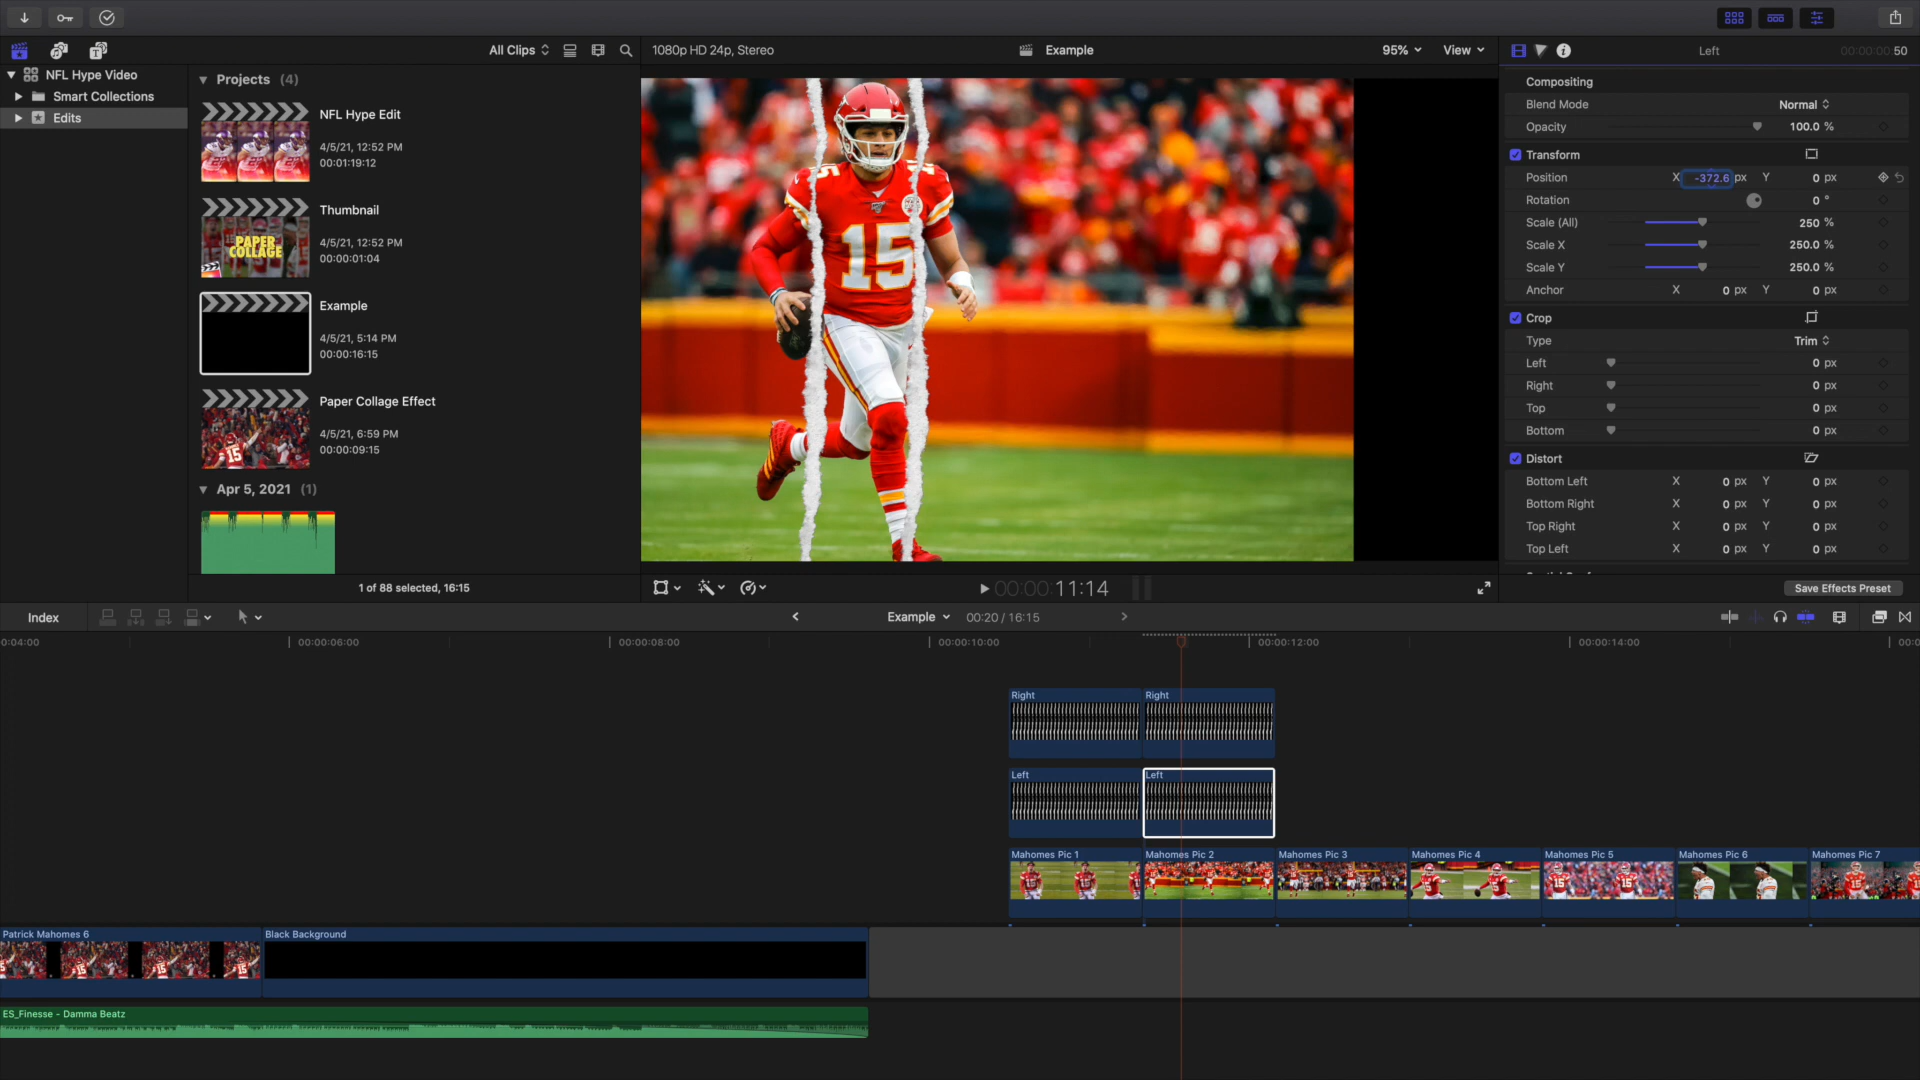 All Clips
1080p HD 24p, Stereo
Example
95%
View
Left
00:00:00:50
NFL Hype Video
Smart Collections
Edits
Projects (4)
NFL Hype Edit
4/5/21, 12:52 PM
00:01:19:12
Thumbnail
4/5/21, 12:52 PM
00:00:01:04
PAPER
COLLAGE
Example
4/5/21, 5:14 PM
00:00:16:15
Paper Collage Effect
4/5/21, 6:59 PM
00:00:09:15
Apr 5, 2021 (1)
1 of 88 selected, 16:15
15
15
Compositing
Blend Mode Normal
Opacity 100.0 %
Transform
Position X -372.6 px Y 0 px
Rotation 0 °
Scale (All) 250 %
Scale X 250.0 %
Scale Y 250.0 %
Anchor X 0 px Y 0 px
Crop
Type Trim
Left 0 px
Right 0 px
Top 0 px
Bottom 0 px
Distort
Bottom Left X 0 px Y 0 px
Bottom Right X 0 px Y 0 px
Top Right X 0 px Y 0 px
Top Left X 0 px Y 0 px
Save Effects Preset
00:00:11:14
Index
Example
00:20 / 16:15
0:04:00
00:00:06:00
00:00:08:00
00:00:10:00
00:00:12:00
00:00:14:00
00:0
Right
Right
Left
Left
Mahomes Pic 1
Mahomes Pic 2
Mahomes Pic 3
Mahomes Pic 4
Mahomes Pic 5
Mahomes Pic 6
Mahomes Pic 7
Patrick Mahomes 6
Black Background
ES_Finesse - Damma Beatz